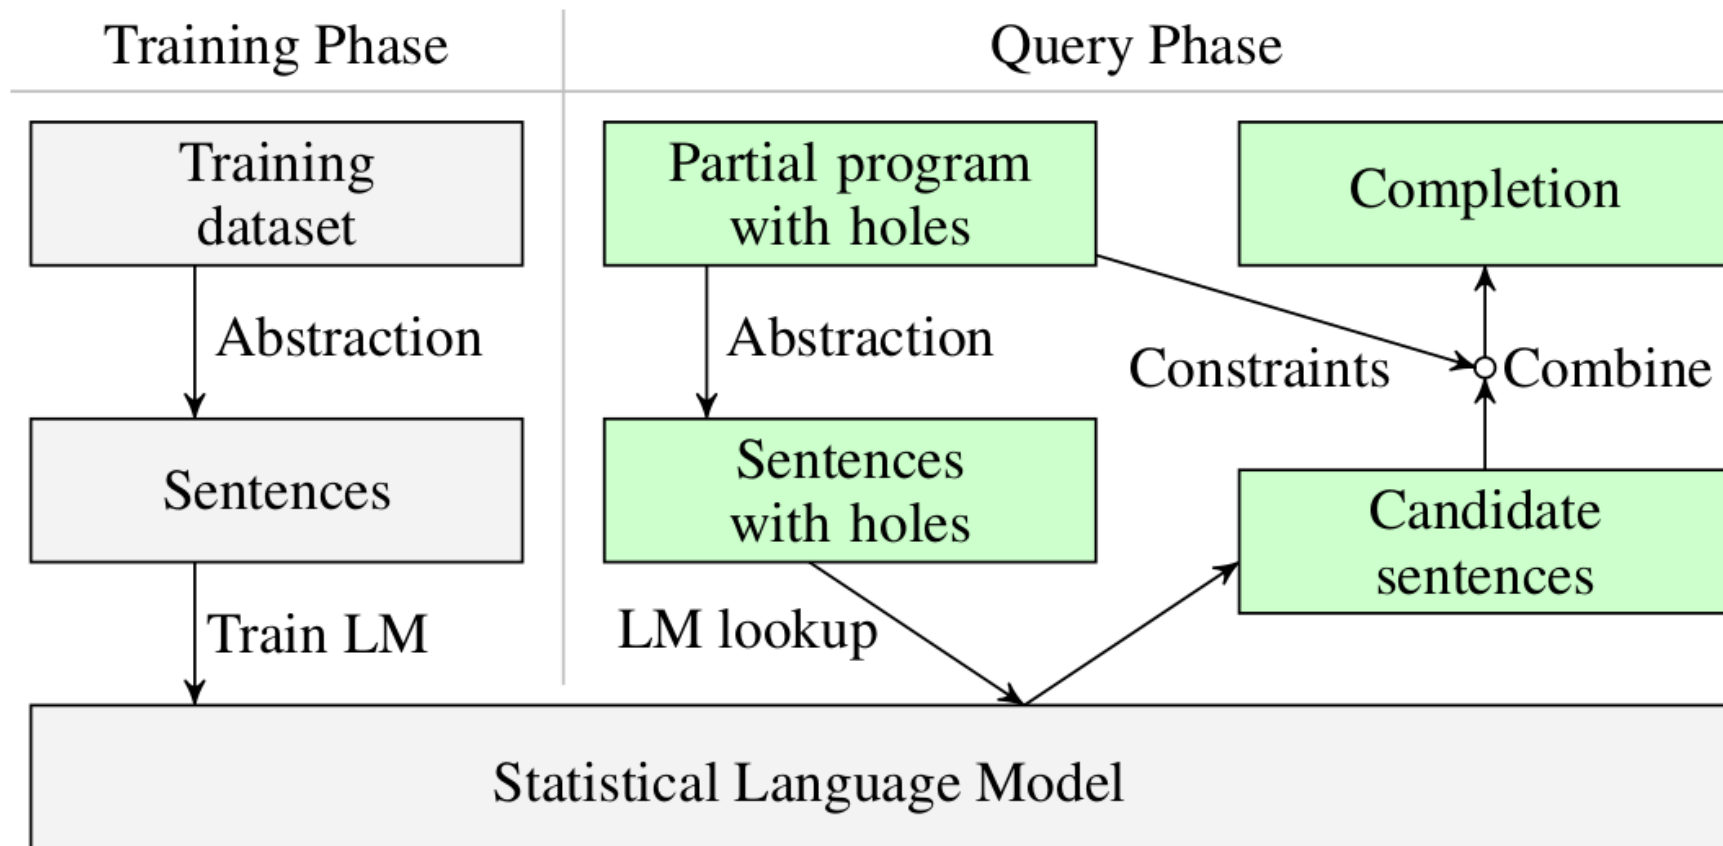 Training Phase
Query Phase
Training
dataset
Partial program
with holes
Completion
Abstraction
Abstraction
Constraints
Combine
Sentences
Sentences
with holes
Candidate
sentences
Train LM
LM lookup
Statistical Language Model